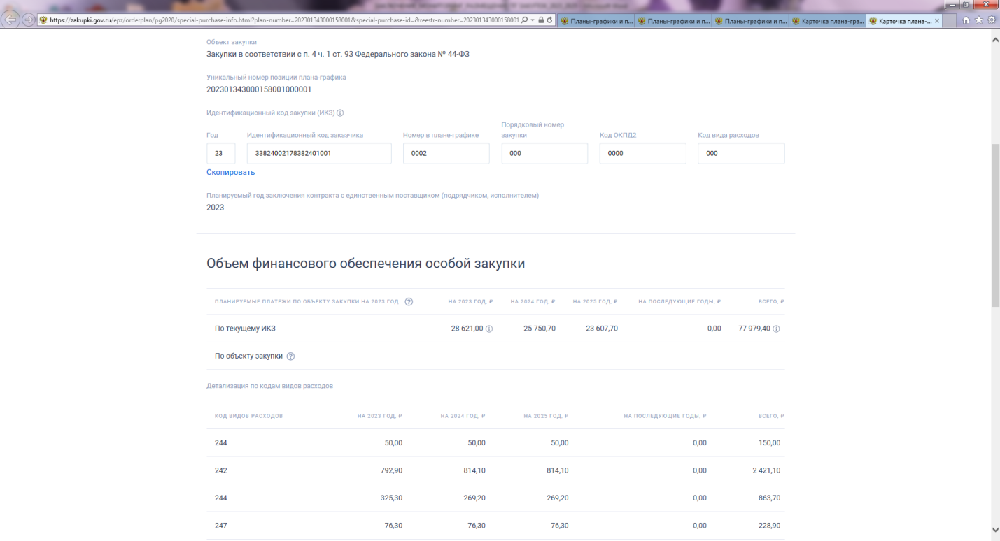 https://zakupki.gov.ru/epz/orderplan/pg2020/special-purchase-info.html?plan-number=202301343000158001&special-purchase-id=&reestr-number=202301343000158001
Планы-графики и п...
Планы-графики и п...
Планы-графики и п...
Карточка плана-гра...
Карточка плана-...
Объект закупки
Закупки в соответствии с п. 4 ч. 1 ст. 93 Федерального закона № 44-ФЗ
Уникальный номер позиции плана-графика
202301343000158001000001
Идентификационный код закупки (ИКЗ)
Год Идентификационный код заказчика Номер в плане-графике Порядковый номер закупки Код ОКПД2 Код вида расходов
23 33824002178382401001 0002 000 0000 000
Скопировать
Планируемый год заключения контракта с единственным поставщиком (подрядчиком, исполнителем)
2023
Объем финансового обеспечения особой закупки
ПЛАНИРУЕМЫЕ ПЛАТЕЖИ ПО ОБЪЕКТУ ЗАКУПКИ НА 2023 ГОД НА 2023 ГОД, ₽ НА 2024 ГОД, ₽ НА 2025 ГОД, ₽ НА ПОСЛЕДУЮЩИЕ ГОДЫ, ₽ ВСЕГО, ₽
По текущему ИКЗ 28 621,00 25 750,70 23 607,70 0,00 77 979,40
По объекту закупки
Детализация по кодам видов расходов
КОД ВИДОВ РАСХОДОВ НА 2023 ГОД, ₽ НА 2024 ГОД, ₽ НА 2025 ГОД, ₽ НА ПОСЛЕДУЮЩИЕ ГОДЫ, ₽ ВСЕГО, ₽
244 50,00 50,00 50,00 0,00 150,00
242 792,90 814,10 814,10 0,00 2 421,10
244 325,30 269,20 269,20 0,00 863,70
247 76,30 76,30 76,30 0,00 228,90